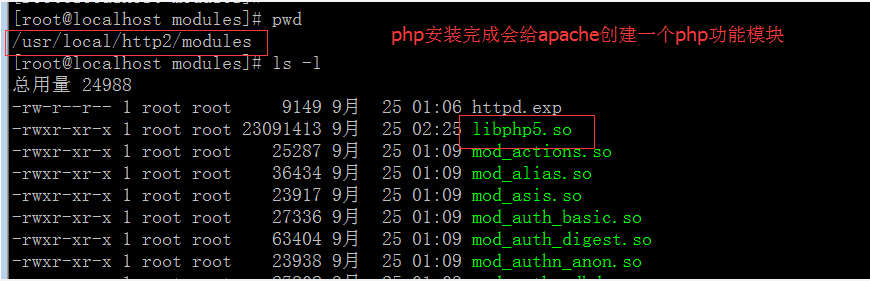 [root@localhost modules]# pwd
php安装完成会给apache创建一个php功能模块
/usr/local/http2/modules
[root@localhost modules]# ls -l
总用量 24988
-rw-r--r-- 1 root root 9149 9月 25 01:06 httpd.exp
-rwxr-xr-x 1 root root 23091413 9月 25 02:25 libphp5.so
-rwxr-xr-x 1 root root 25287 9月 25 01:09 mod_actions.so
-rwxr-xr-x 1 root root 36434 9月 25 01:09 mod_alias.so
-rwxr-xr-x 1 root root 23917 9月 25 01:09 mod_asis.so
-rwxr-xr-x 1 root root 27336 9月 25 01:09 mod_auth_basic.so
-rwxr-xr-x 1 root root 63404 9月 25 01:09 mod_auth_digest.so
-rwxr-xr-x 1 root root 23938 9月 25 01:09 mod_authn_anon.so